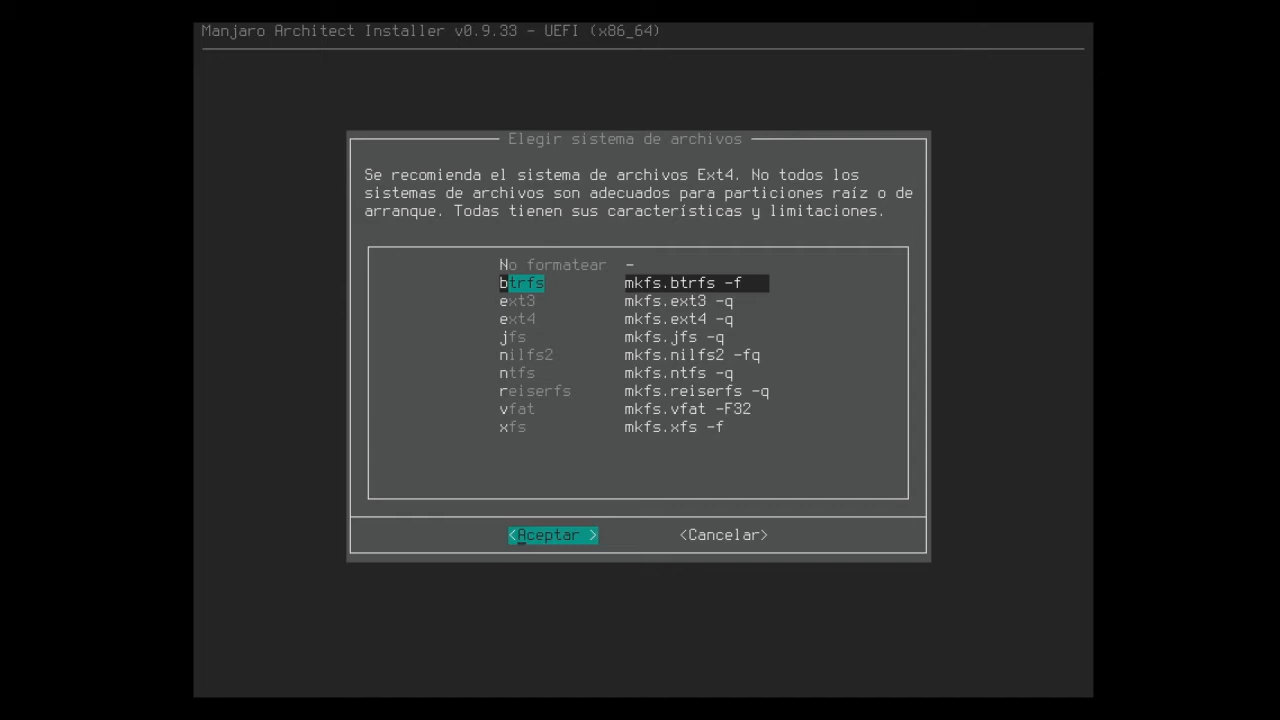 Manjaro Architect Installer v0.9.33 - UEFI (x86_64)
Elegir sistema de archivos
Se recomienda el sistema de archivos Ext4. No todos los
sistemas de archivos son adecuados para particiones raíz o de
arranque. Todas tienen sus características y limitaciones.
No formatear -
btrfs mkfs.btrfs -f
ext3 mkfs.ext3 -q
ext4 mkfs.ext4 -q
jfs mkfs.jfs -q
nilfs2 mkfs.nilfs2 -fq
ntfs mkfs.ntfs -q
reiserfs mkfs.reiserfs -q
vfat mkfs.vfat -F32
xfs mkfs.xfs -f
<Aceptar > <Cancelar>